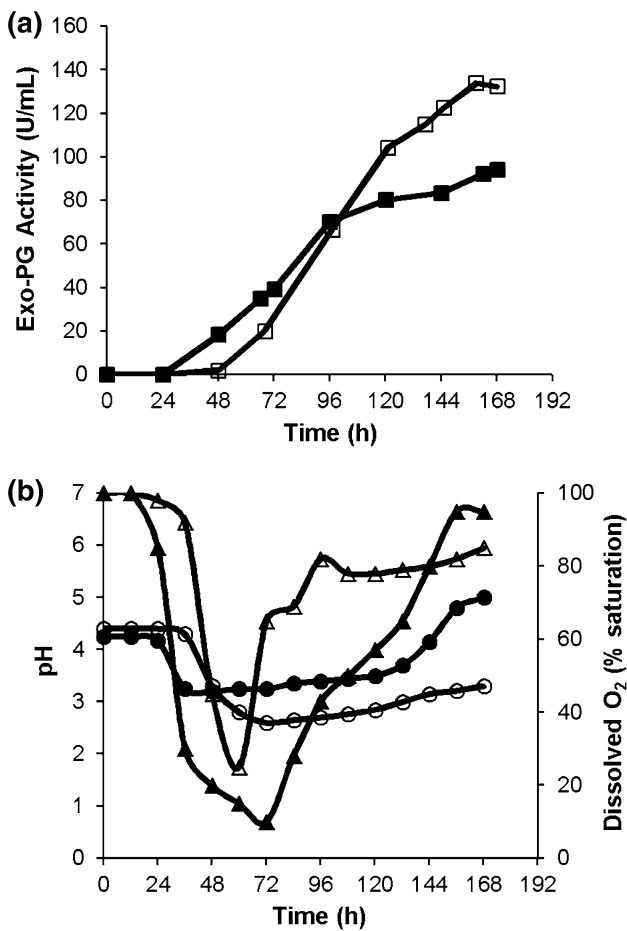 (a)
Exo-PG Activity (U/mL)
160
140
120
100
80
60
40
20
0
0 24 48 72 96 120 144 168 192
Time (h)
(b)
pH
7
6
5
4
3
2
1
0
100
80
60
40
20
0
Dissolved O₂ (% saturation)
0 24 48 72 96 120 144 168 192
Time (h)